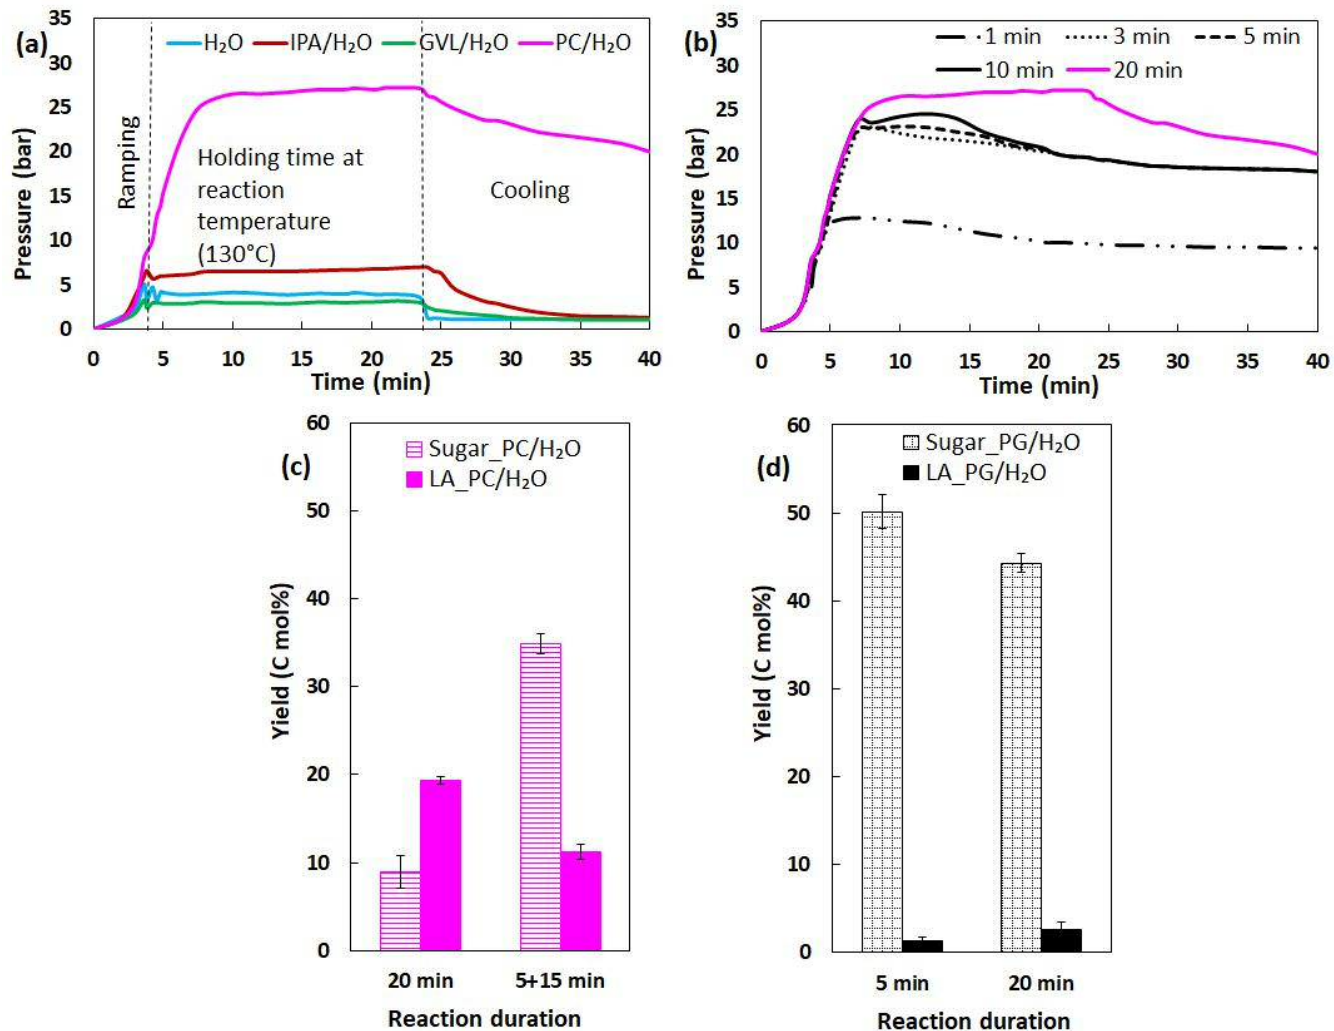 (a)
H₂O IPA/H₂O GVL/H₂O PC/H₂O
35
30
25
20
15
10
5
0
Pressure (bar)
Ramping
Holding time at
reaction
temperature
(130°C)
Cooling
0 5 10 15 20 25 30 35 40
Time (min)
(b)
1 min 3 min 5 min
10 min 20 min
35
30
25
20
15
10
5
0
Pressure (bar)
0 5 10 15 20 25 30 35 40
Time (min)
(c)
Sugar_PC/H₂O
LA_PC/H₂O
60
50
40
30
20
10
0
Yield (C mol%)
20 min 5+15 min
Reaction duration
(d)
Sugar_PG/H₂O
LA_PG/H₂O
60
50
40
30
20
10
0
Yield (C mol%)
5 min 20 min
Reaction duration